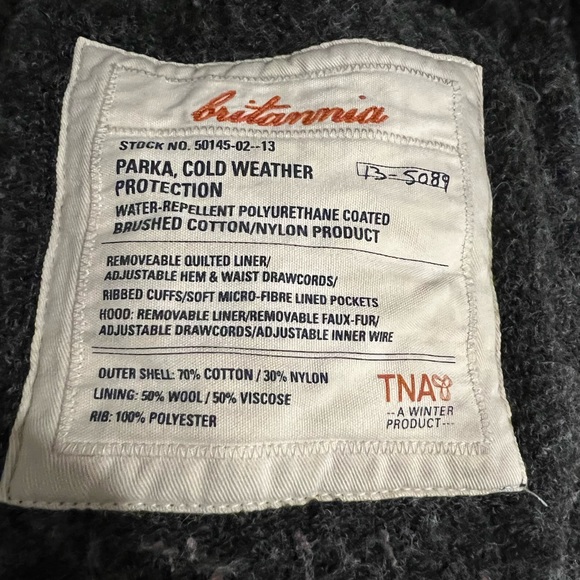 britannia
STOCK NO. 50145-02--13
PARKA, COLD WEATHER
PROTECTION
13-5089
WATER-REPELLENT POLYURETHANE COATED
BRUSHED COTTON/NYLON PRODUCT
REMOVEABLE QUILTED LINER/
ADJUSTABLE HEM & WAIST DRAWCORDS/
RIBBED CUFFS/SOFT MICRO-FIBRE LINED POCKETS
HOOD: REMOVABLE LINER/REMOVABLE FAUX-FUR/
ADJUSTABLE DRAWCORDS/ADJUSTABLE INNER WIRE
OUTER SHELL: 70% COTTON / 30% NYLON
LINING: 50% WOOL / 50% VISCOSE
RIB: 100% POLYESTER
TNA
--A WINTER
PRODUCT---